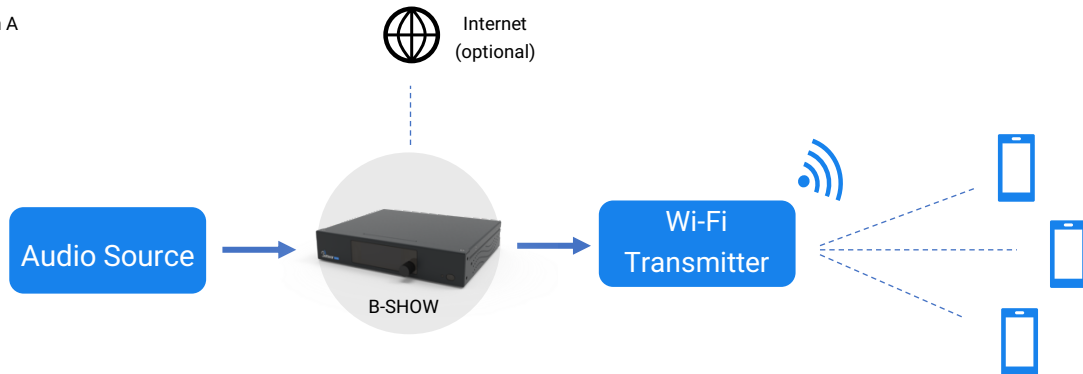 A
Internet
(optional)
Audio Source
B-SHOW
Wi-Fi
Transmitter